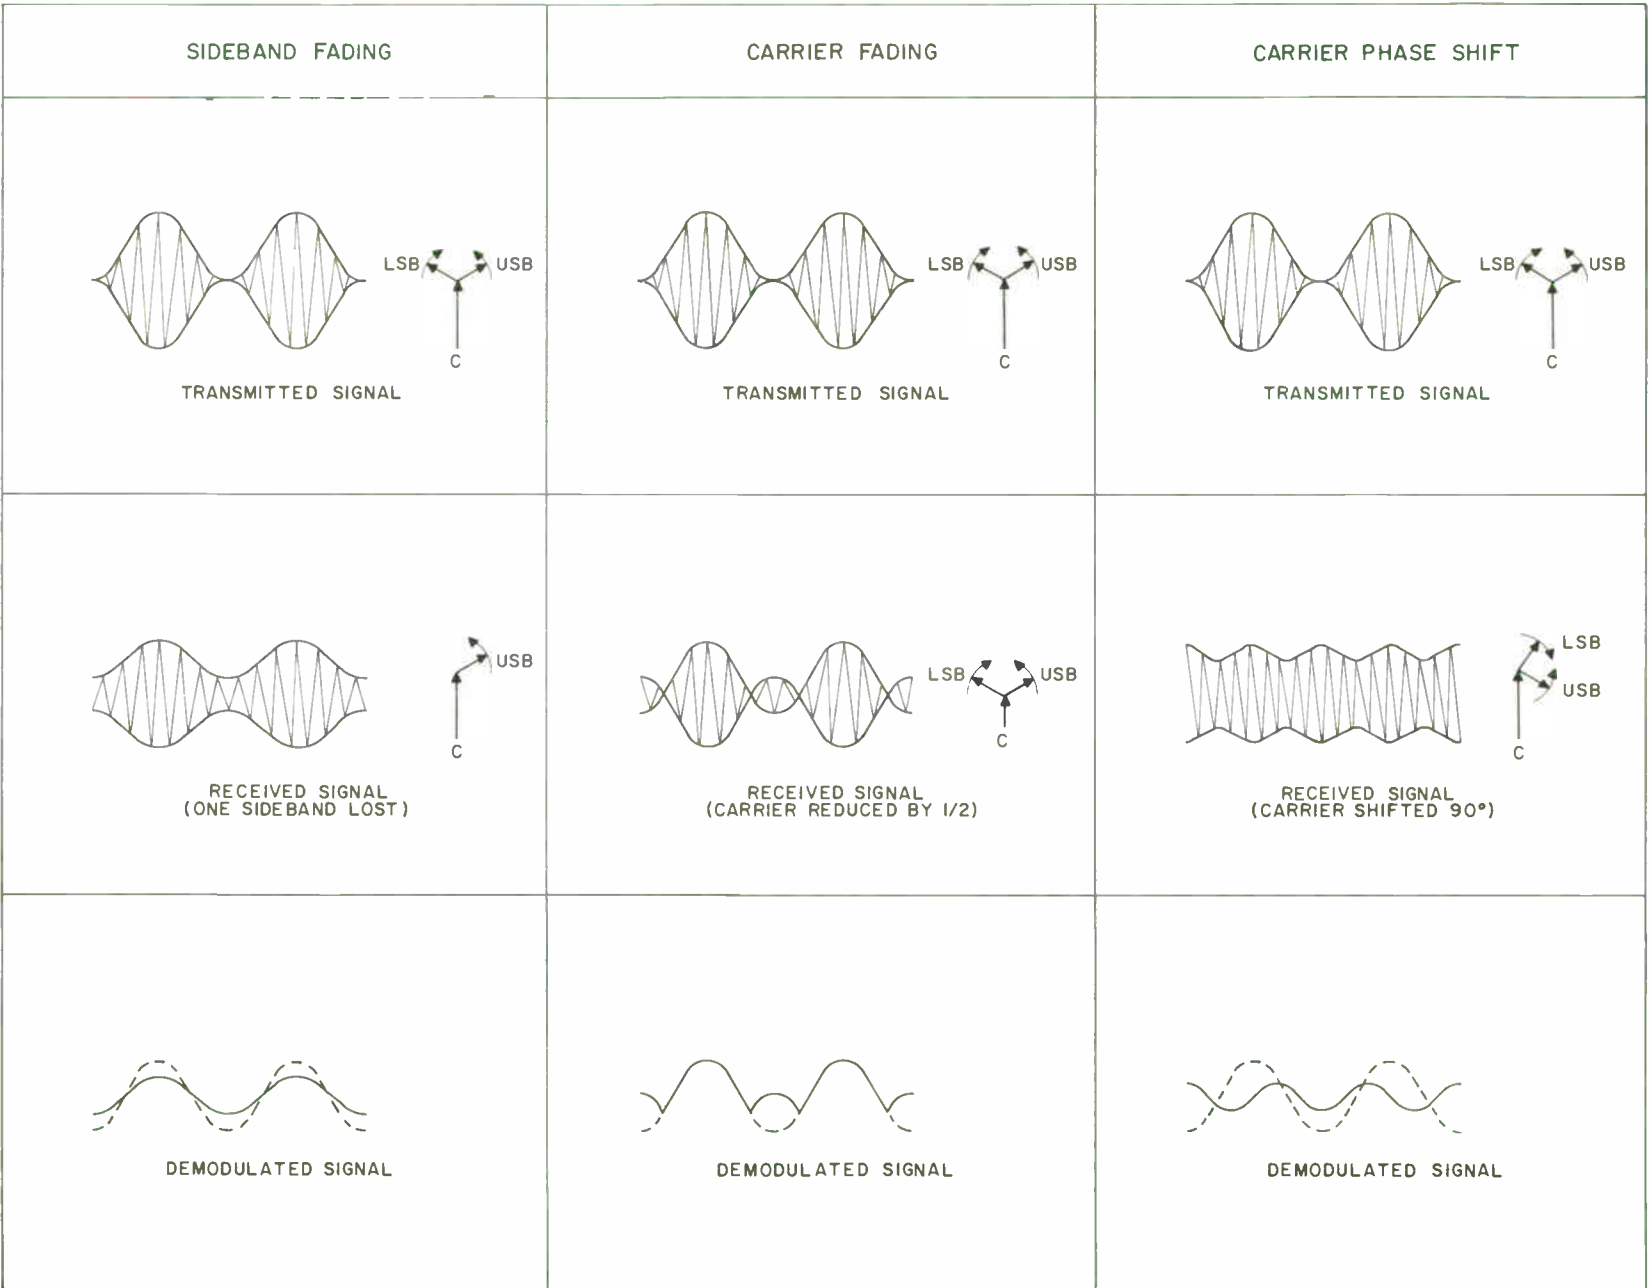 SIDEBAND FADING
CARRIER FADING
CARRIER PHASE SHIFT
LSB
USB
C
TRANSMITTED SIGNAL
LSB
USB
C
TRANSMITTED SIGNAL
LSB
USB
C
TRANSMITTED SIGNAL
USB
C
RECEIVED SIGNAL
(ONE SIDEBAND LOST)
LSB
USB
C
RECEIVED SIGNAL
(CARRIER REDUCED BY 1/2)
LSB
USB
C
RECEIVED SIGNAL
(CARRIER SHIFTED 90°)
DEMODULATED SIGNAL
DEMODULATED SIGNAL
DEMODULATED SIGNAL